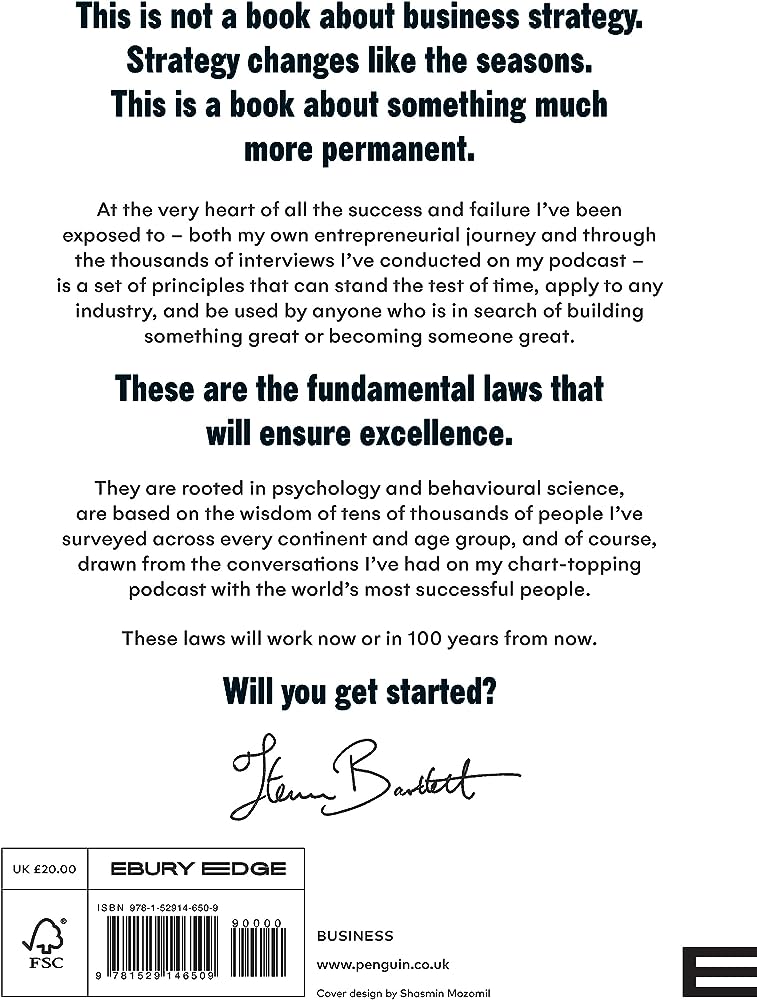 This is not a book about business strategy.
Strategy changes like the seasons.
This is a book about something much
more permanent.
At the very heart of all the success and failure I've been
exposed to – both my own entrepreneurial journey and through
the thousands of interviews I've conducted on my podcast –
is a set of principles that can stand the test of time, apply to any
industry, and be used by anyone who is in search of building
something great or becoming someone great.
These are the fundamental laws that
will ensure excellence.
They are rooted in psychology and behavioural science,
are based on the wisdom of tens of thousands of people I've
surveyed across every continent and age group, and of course,
drawn from the conversations I've had on my chart-topping
podcast with the world's most successful people.
These laws will work now or in 100 years from now.
Will you get started?
Steven Bartlett
UK £20.00
EBURY EDGE
ISBN 978-1-52914-650-9
90000
9 781529 146509
FSC
BUSINESS
www.penguin.co.uk
Cover design by Shasmin Mozomil